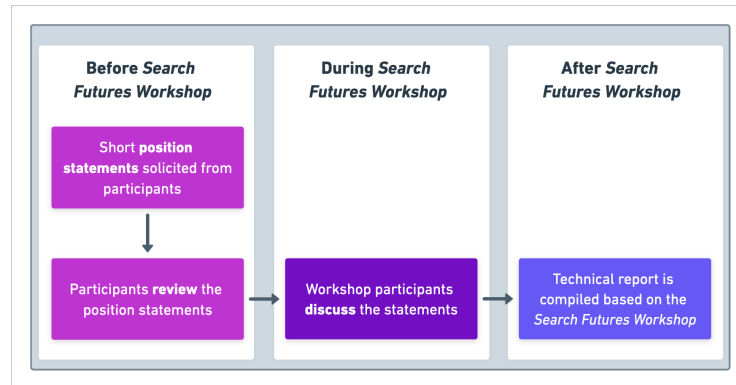 Before Search
Futures Workshop
Short position
statements solicited from
participants
Participants review the
position statements
During Search
Futures Workshop
Workshop participants
discuss the statements
After Search
Futures Workshop
Technical report is
compiled based on the
Search Futures Workshop